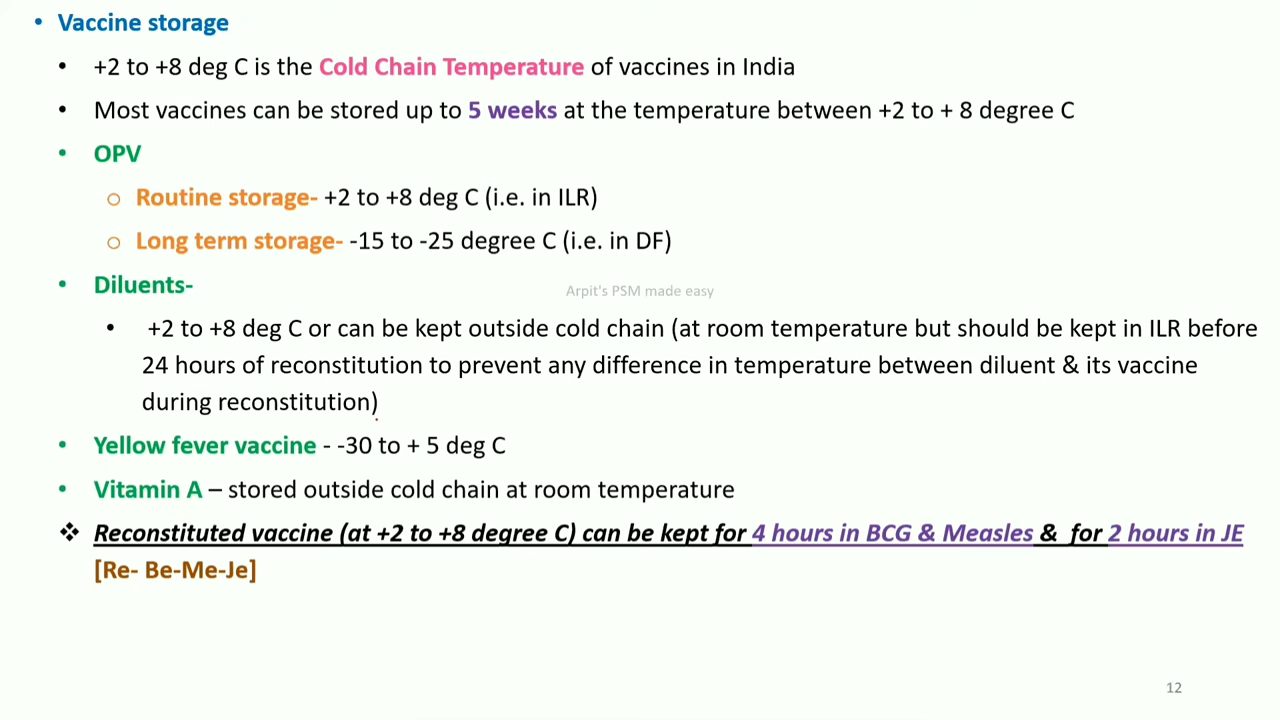 • Vaccine storage
• +2 to +8 deg C is the Cold Chain Temperature of vaccines in India
• Most vaccines can be stored up to 5 weeks at the temperature between +2 to + 8 degree C
• OPV
o Routine storage- +2 to +8 deg C (i.e. in ILR)
o Long term storage- -15 to -25 degree C (i.e. in DF)
• Diluents-
Arpit's PSM made easy
• +2 to +8 deg C or can be kept outside cold chain (at room temperature but should be kept in ILR before
24 hours of reconstitution to prevent any difference in temperature between diluent & its vaccine
during reconstitution)
• Yellow fever vaccine - -30 to + 5 deg C
• Vitamin A – stored outside cold chain at room temperature
❖ Reconstituted vaccine (at +2 to +8 degree C) can be kept for 4 hours in BCG & Measles & for 2 hours in JE
[Re- Be-Me-Je]
12